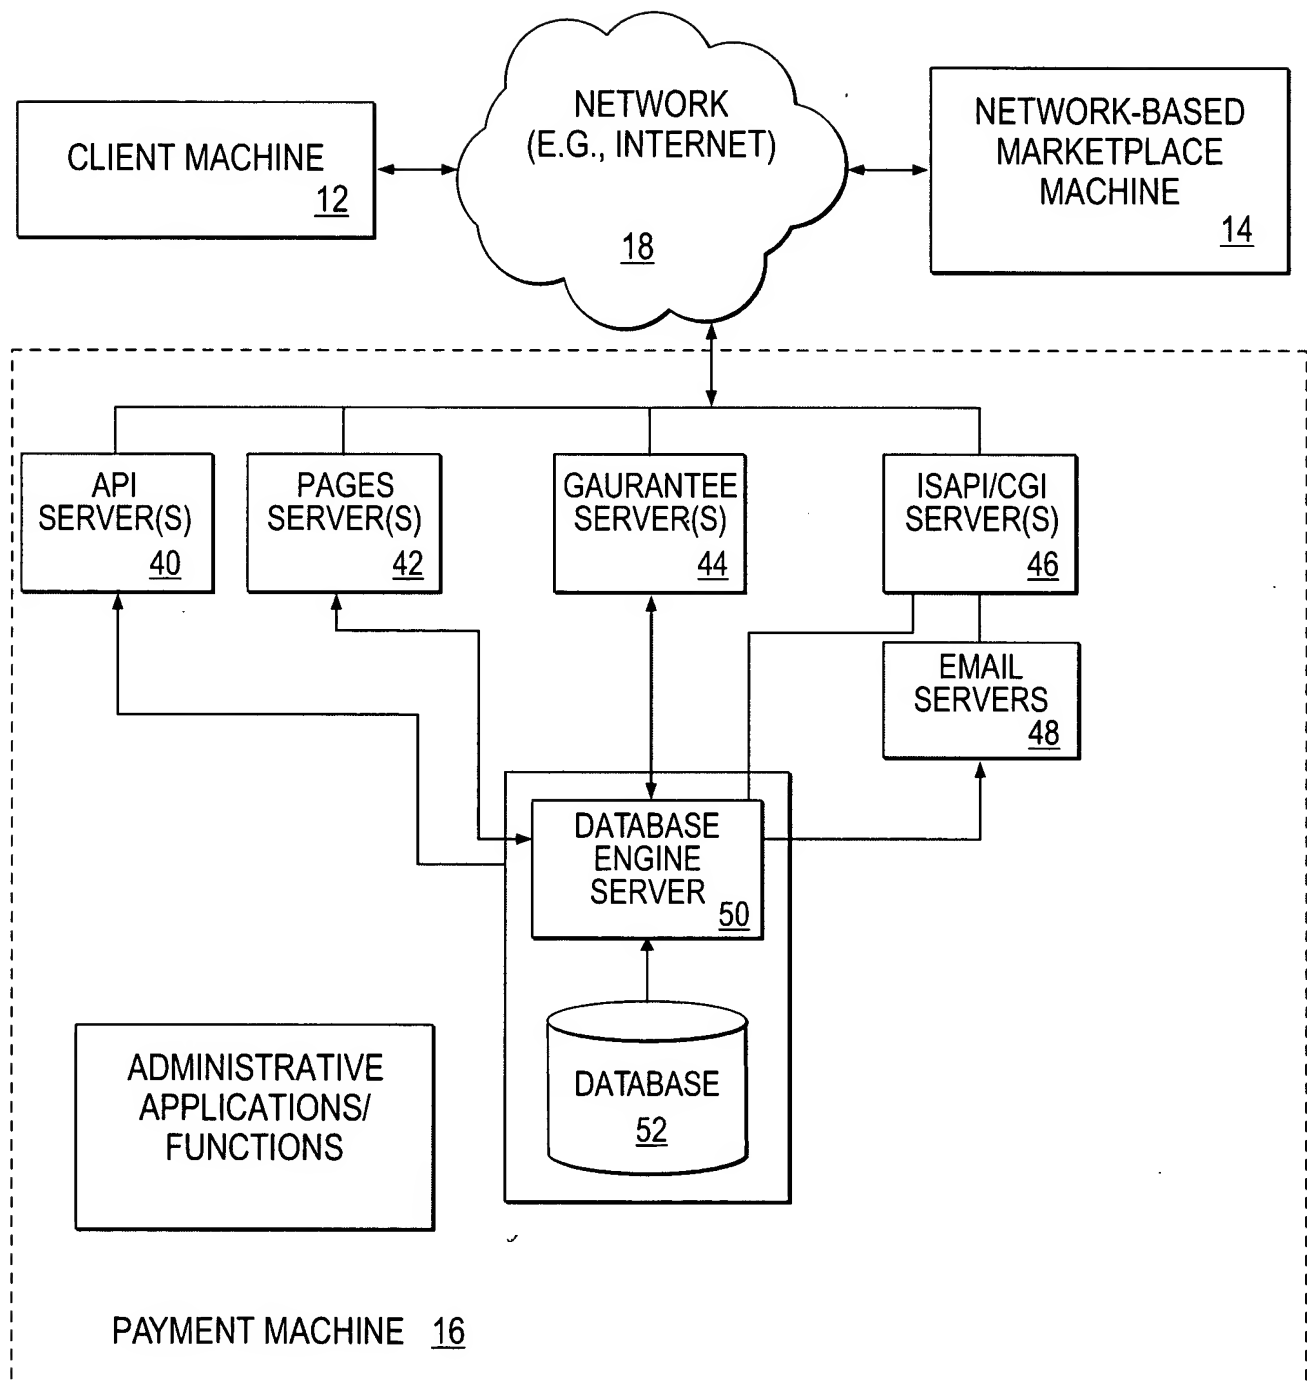 CLIENT MACHINE
12
NETWORK
(E.G., INTERNET)
18
NETWORK-BASED
MARKETPLACE
MACHINE
14
API
SERVER(S)
40
PAGES
SERVER(S)
42
GAURANTEE
SERVER(S)
44
ISAPI/CGI
SERVER(S)
46
EMAIL
SERVERS
48
DATABASE
ENGINE
SERVER
50
DATABASE
52
ADMINISTRATIVE
APPLICATIONS/
FUNCTIONS
PAYMENT MACHINE 16